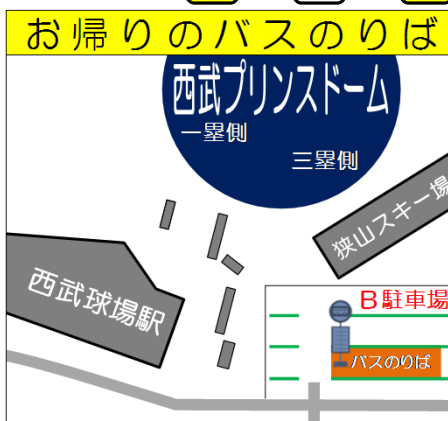 お帰りのバスのりば
西武プリンスドーム
一塁側
三塁側
狭山スキー場
西武球場駅
B駐車場
バスのりば